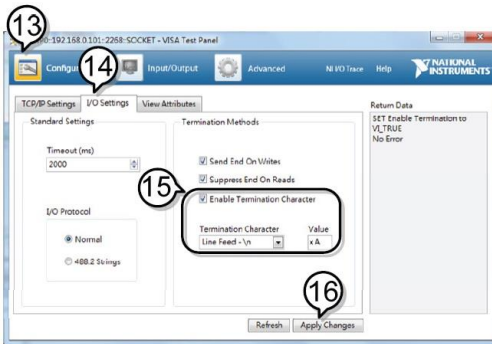 13
0::192.168.0.101::2268::SOCKET - VISA Test Panel
14
Input/Output
Advanced
NI I/O Trace
Help
NATIONAL
INSTRUMENTS
TCP/IP Settings
I/O Settings
View Attributes
Return Data
Standard Settings
Termination Methods
SET Enable Termination to
VI_TRUE
No Error
Timeout (ms)
2000
Send End On Writes
Suppress End On Reads
15
Enable Termination Character
I/O Protocol
Termination Character
Value
Line Feed - \n
xA
Normal
488.2 Strings
16
Refresh
Apply Changes